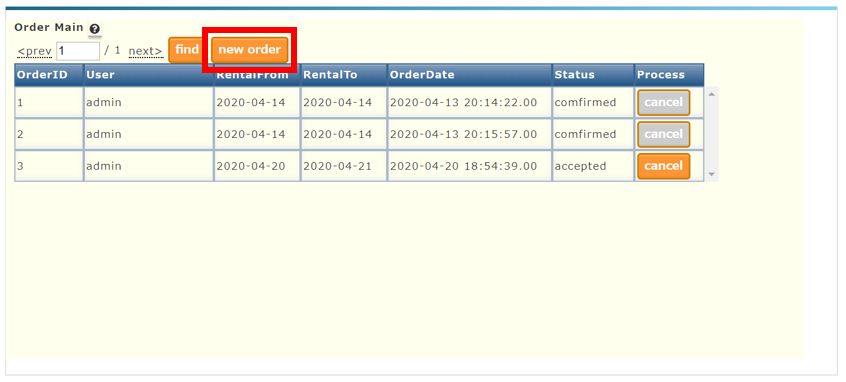 Order Main ?
<prev 1 / 1 next> find new order
OrderID User RentalFrom RentalTo OrderDate Status Process
1 admin 2020-04-14 2020-04-14 2020-04-13 20:14:22.00 comfirmed cancel
2 admin 2020-04-14 2020-04-14 2020-04-13 20:15:57.00 comfirmed cancel
3 admin 2020-04-20 2020-04-21 2020-04-20 18:54:39.00 accepted cancel